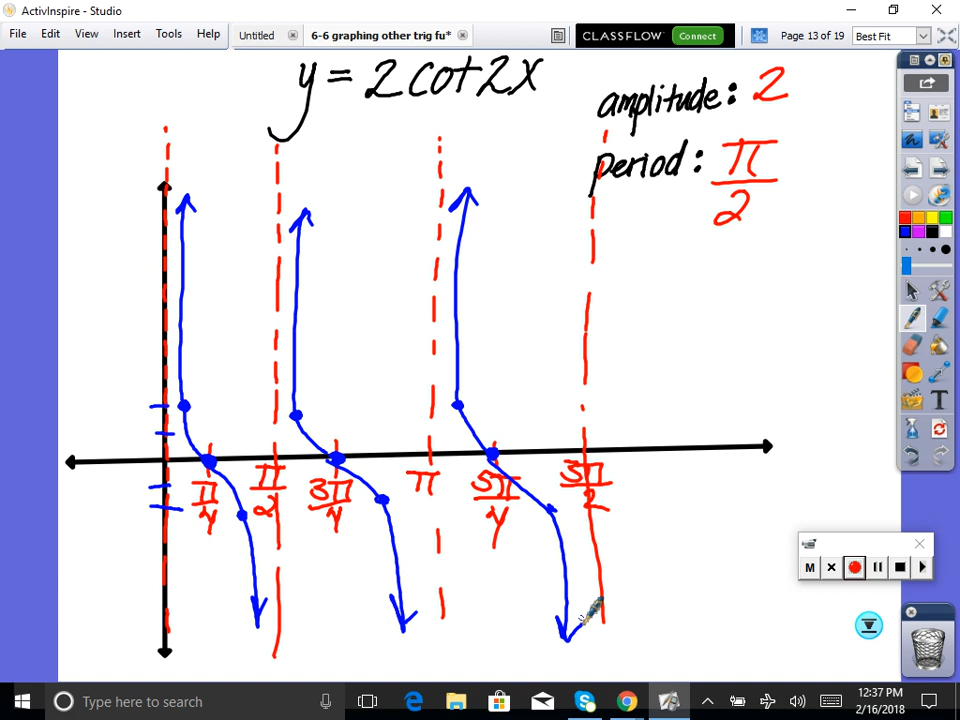 ActivInspire - Studio
File Edit View Insert Tools Help
Untitled
6-6 graphing other trig fu*
CLASSFLOW Connect
Page 13 of 19
Best Fit
y = 2cot2x
amplitude: 2
period: π/2
π/4 π/2 3π/4 π 5π/4 3π/2
M
T
Type here to search
12:37 PM
2/16/2018